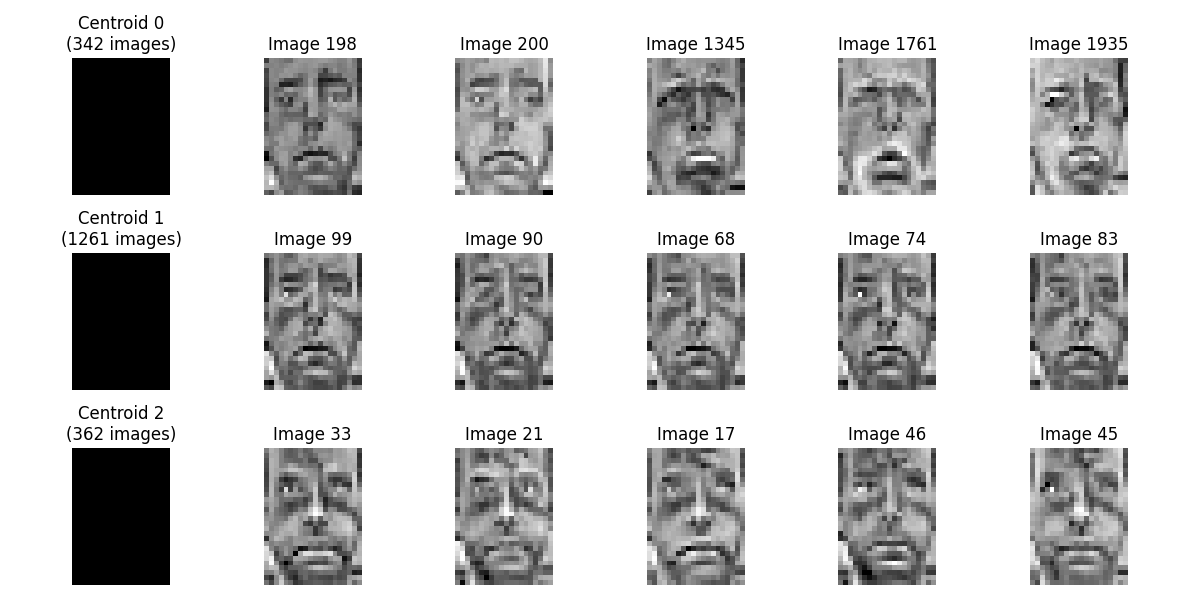 Centroid 0
(342 images)
Image 198
Image 200
Image 1345
Image 1761
Image 1935
Centroid 1
(1261 images)
Image 99
Image 90
Image 68
Image 74
Image 83
Centroid 2
(362 images)
Image 33
Image 21
Image 17
Image 46
Image 45